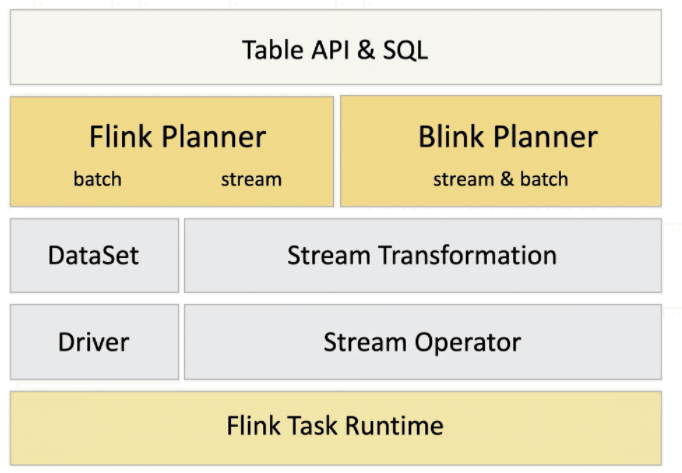 Table API & SQL
Flink Planner
batch stream
Blink Planner
stream & batch
DataSet
Stream Transformation
Driver
Stream Operator
Flink Task Runtime